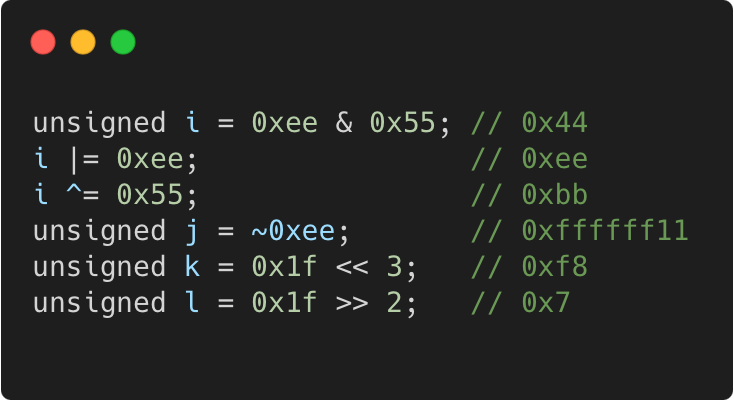 unsigned i = 0xee & 0x55; // 0x44
i |= 0xee;                // 0xee
i ^= 0x55;                // 0xbb
unsigned j = ~0xee;       // 0xffffff11
unsigned k = 0x1f << 3;   // 0xf8
unsigned l = 0x1f >> 2;   // 0x7